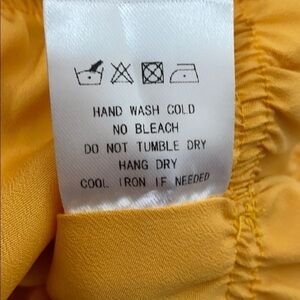 HAND WASH COLD
NO BLEACH
DO NOT TUMBLE DRY
HANG DRY
COOL IRON IF NEEDED